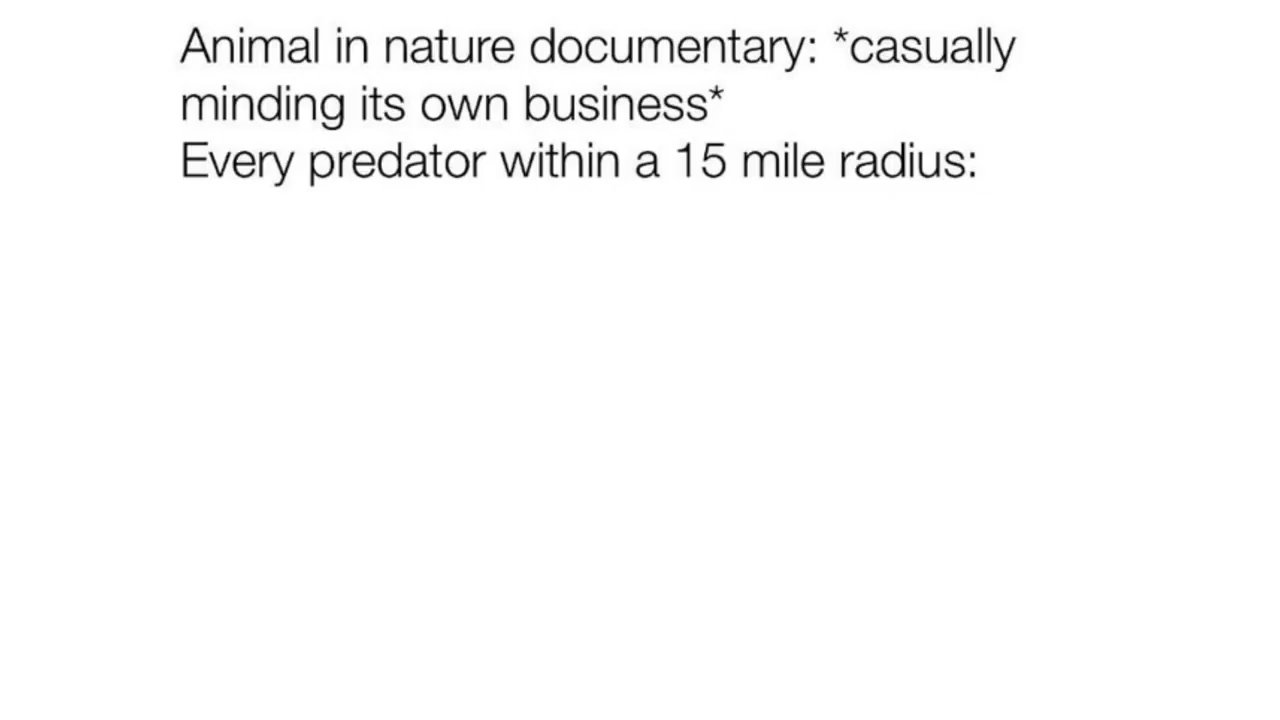 Animal in nature documentary: *casually
minding its own business*
Every predator within a 15 mile radius: